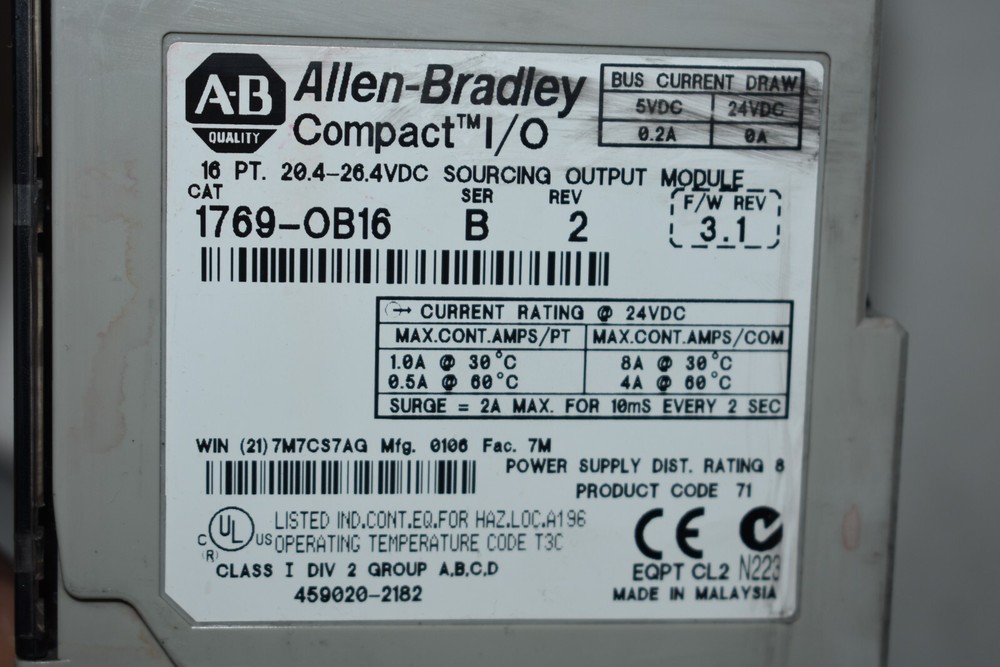 A·B
QUALITY
Allen-Bradley
Compact™ I/O
BUS CURRENT DRAW
5VDC 24VDC
0.2A 0A
16 PT. 20.4-26.4VDC SOURCING OUTPUT MODULE
CAT SER REV F/W REV
1769-OB16 B 2 3.1
CURRENT RATING @ 24VDC
MAX.CONT.AMPS/PT MAX.CONT.AMPS/COM
1.0A @ 30°C 8A @ 30°C
0.5A @ 60°C 4A @ 60°C
SURGE = 2A MAX. FOR 10mS EVERY 2 SEC
WIN (21) 7M7CS7AG Mfg. 0106 Fac. 7M
POWER SUPPLY DIST. RATING 8
PRODUCT CODE 71
C UL US (R)
LISTED IND.CONT.EQ.FOR HAZ.LOC.A196
OPERATING TEMPERATURE CODE T3C
CLASS I DIV 2 GROUP A,B,C,D
459020-2182
CE
EQPT CL2 N223
MADE IN MALAYSIA